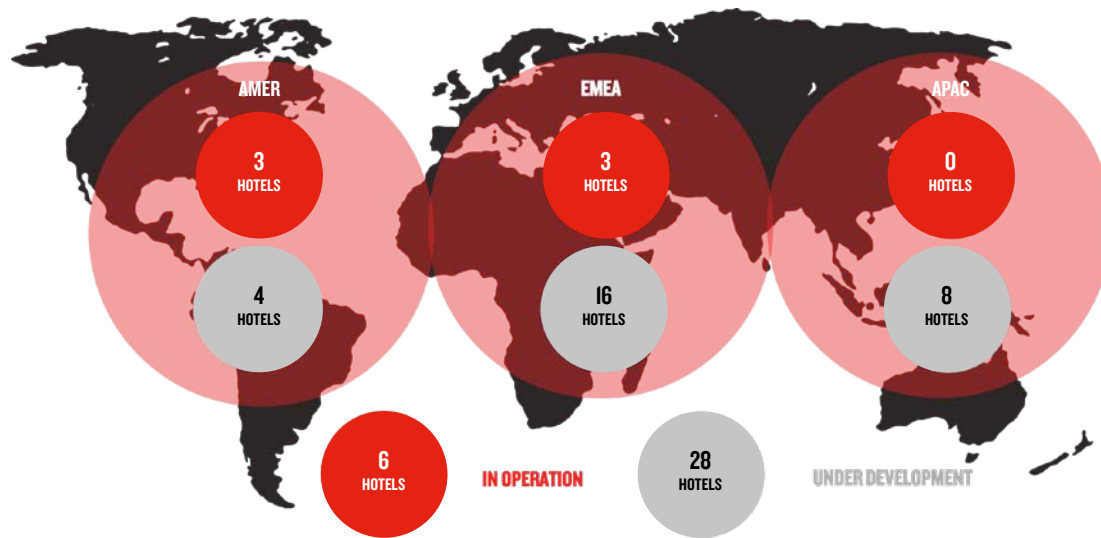 AMER
EMEA
APAC
3
HOTELS
3
HOTELS
0
HOTELS
4
HOTELS
16
HOTELS
8
HOTELS
6
HOTELS
IN OPERATION
28
HOTELS
UNDER DEVELOPMENT